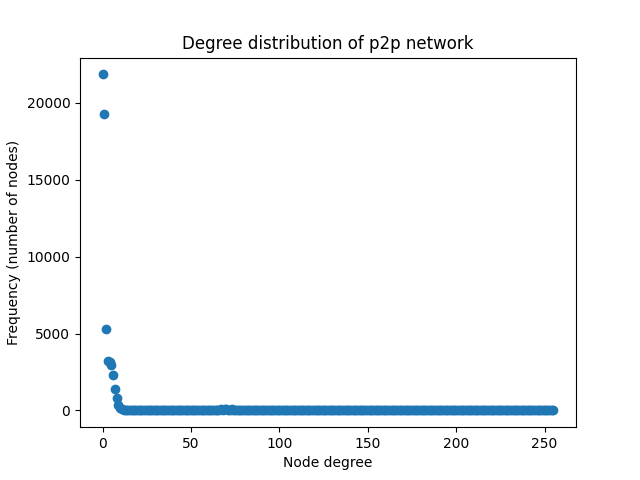 Degree distribution of p2p network
Frequency (number of nodes)
20000
15000
10000
5000
0
0 50 100 150 200 250
Node degree